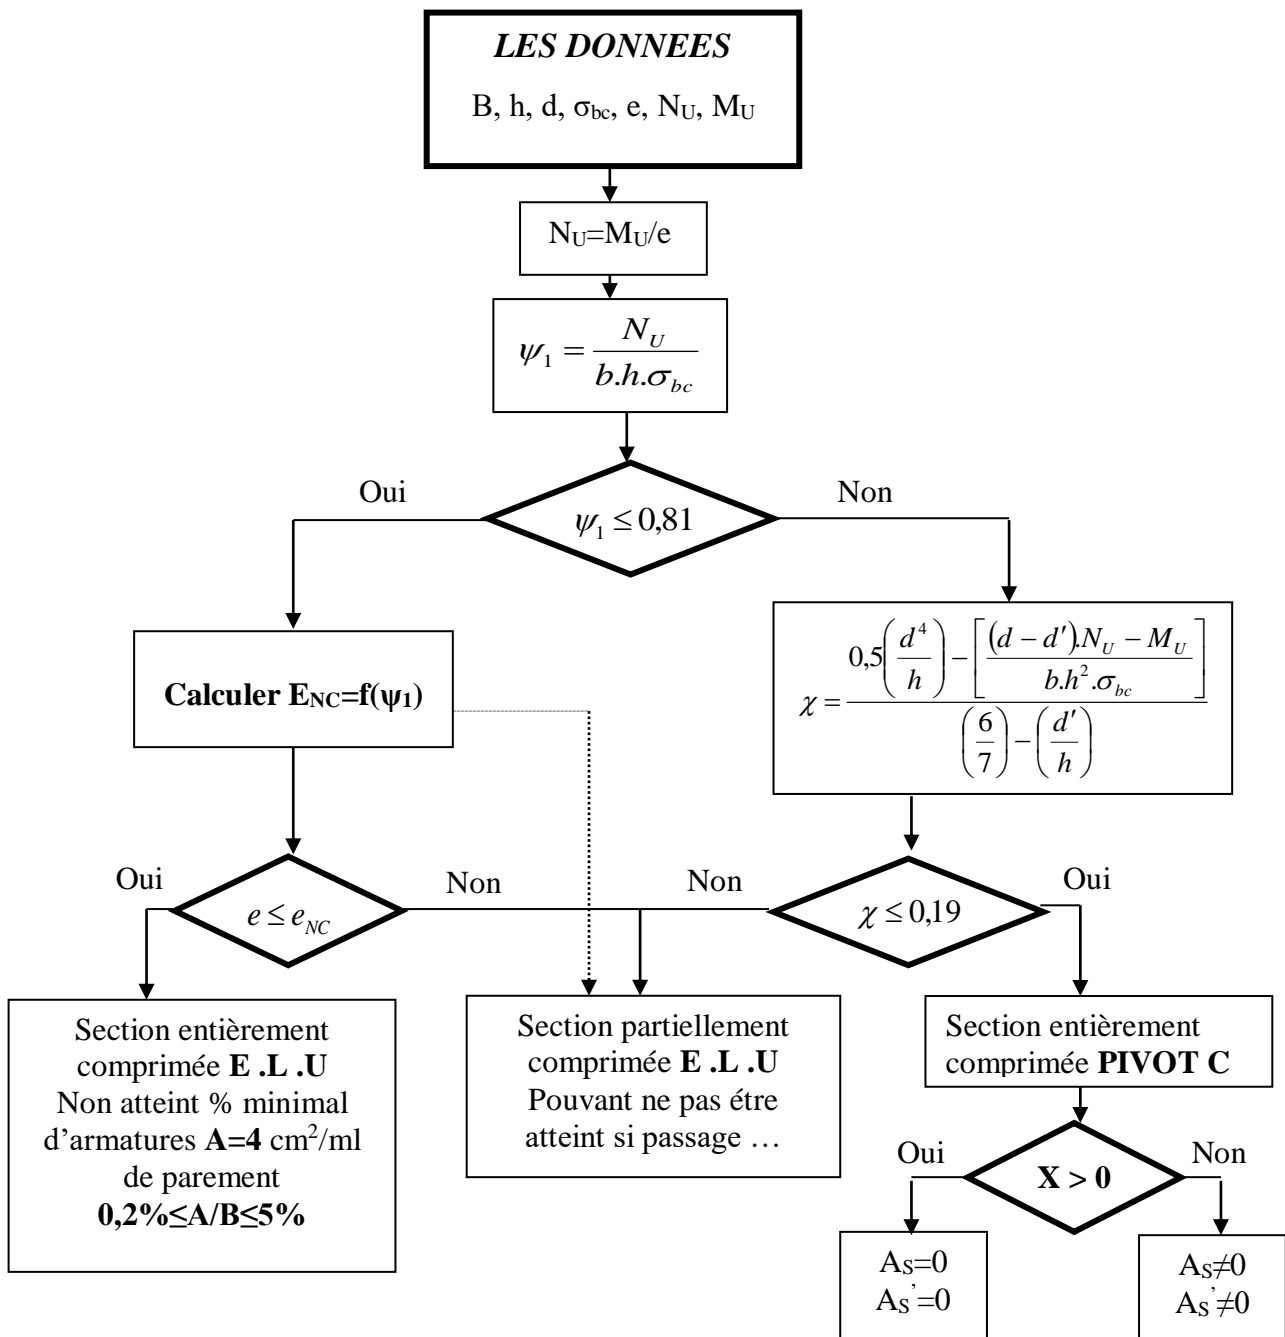 LES DONNEES
B, h, d, σbc, e, NU, MU
NU=MU/e
ψ1 = NU / b.h.σbc
Oui
Non
ψ1 ≤ 0,81
Calculer ENC=f(ψ1)
χ = (0,5(d⁴/h) − [((d − d′).NU − MU) / b.h².σbc]) / ((6/7) − (d′/h))
Oui
Non
Non
Oui
e ≤ eNC
χ ≤ 0,19
Section entièrement
comprimée E .L .U
Non atteint % minimal
d’armatures A=4 cm²/ml
de parement
0,2%≤A/B≤5%
Section partiellement
comprimée E .L .U
Pouvant ne pas étre
atteint si passage …
Section entièrement
comprimée PIVOT C
Oui
Non
X > 0
AS=0
AS’=0
AS≠0
AS’≠0